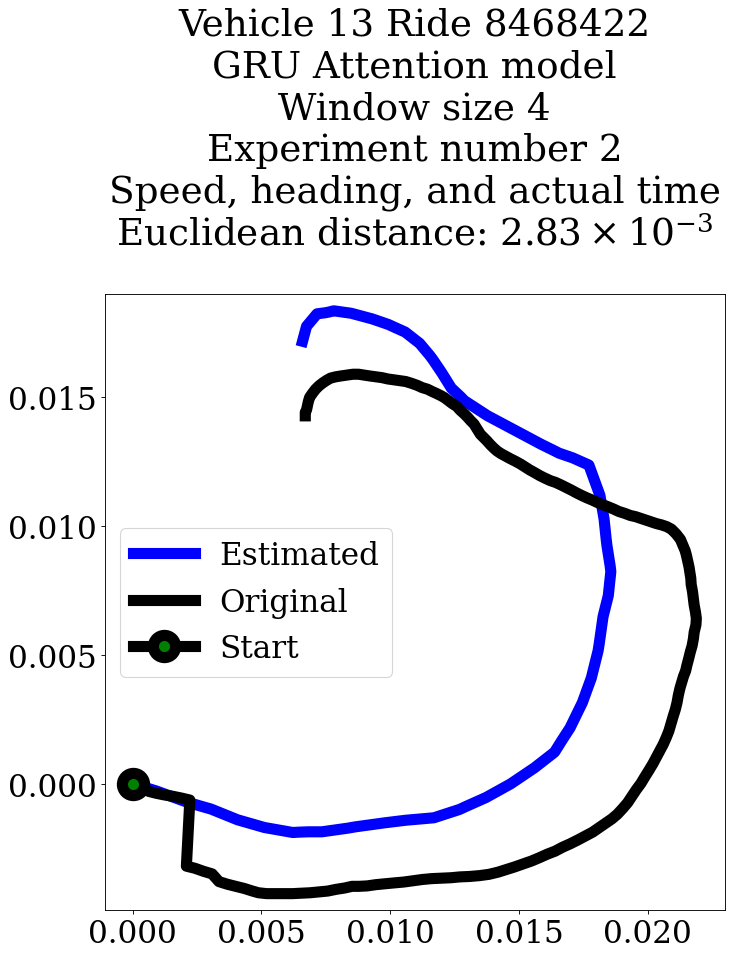 Vehicle 13 Ride 8468422
GRU Attention model
Window size 4
Experiment number 2
Speed, heading, and actual time
Euclidean distance: 2.83 × 10⁻³
0.015
0.010
0.005
0.000
Estimated
Original
Start
0.000 0.005 0.010 0.015 0.020